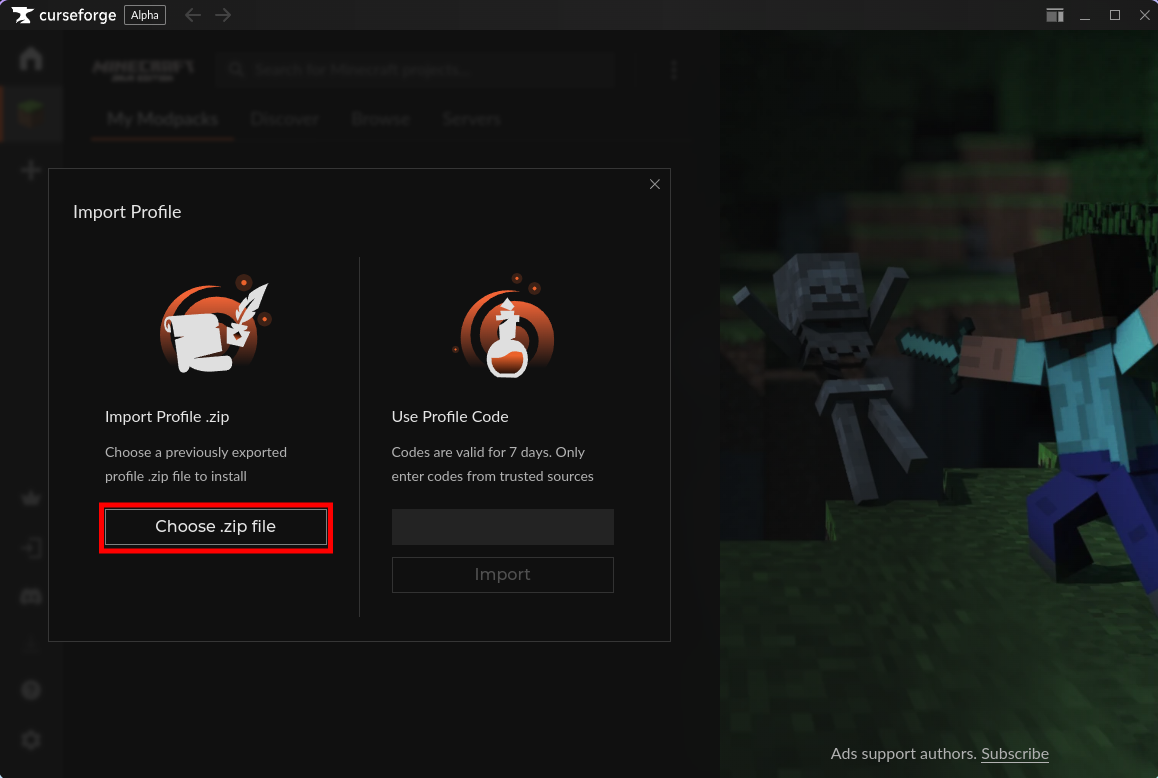 curseforge Alpha
MINECRAFT
Search for Minecraft projects...
My Modpacks Discover Browse Servers
Import Profile
Import Profile .zip
Choose a previously exported
profile .zip file to install
Choose .zip file
Use Profile Code
Codes are valid for 7 days. Only
enter codes from trusted sources
Import
Ads support authors. Subscribe